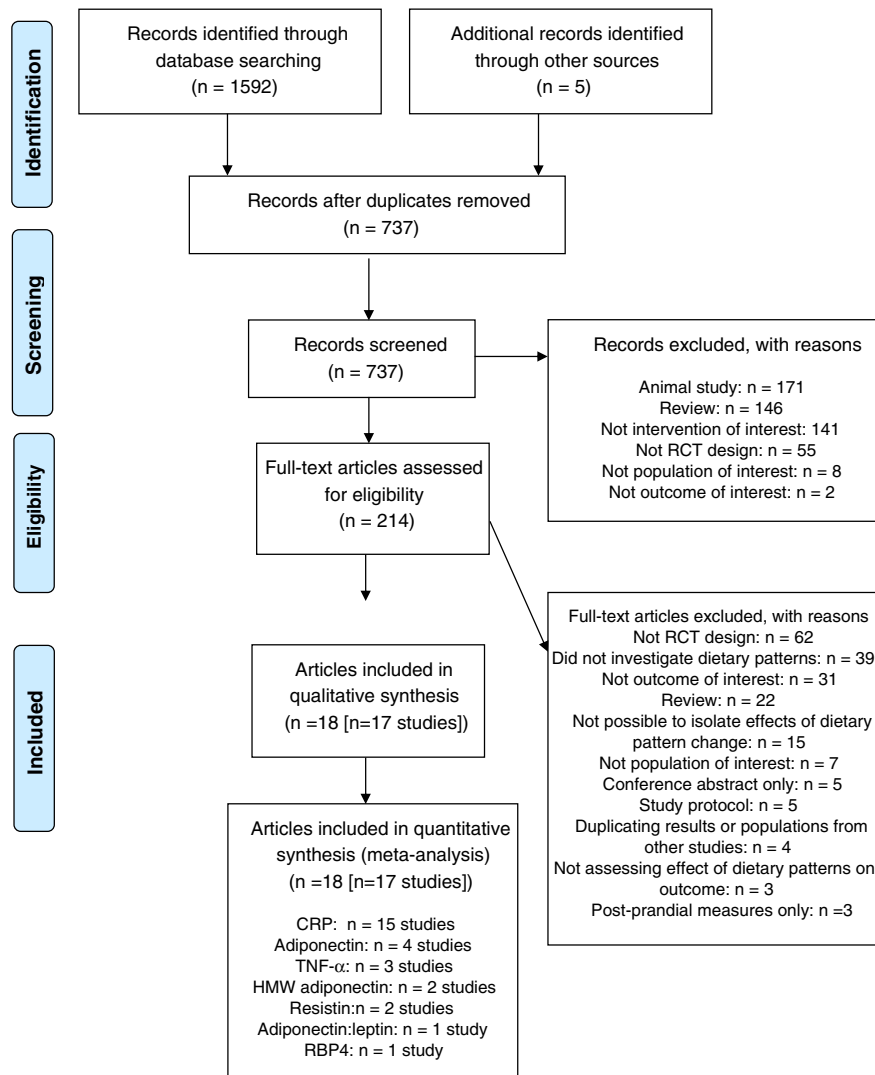 Identification
Records identified through
database searching
(n = 1592)
Additional records identified
through other sources
(n = 5)
Records after duplicates removed
(n = 737)
Screening
Records screened
(n = 737)
Records excluded, with reasons
Animal study: n = 171
Review: n = 146
Not intervention of interest: 141
Not RCT design: n = 55
Not population of interest: n = 8
Not outcome of interest: n = 2
Eligibility
Full-text articles assessed
for eligibility
(n = 214)
Full-text articles excluded, with reasons
Not RCT design: n = 62
Did not investigate dietary patterns: n = 39
Not outcome of interest: n = 31
Review: n = 22
Not possible to isolate effects of dietary
pattern change: n = 15
Not population of interest: n = 7
Conference abstract only: n = 5
Study protocol: n = 5
Duplicating results or populations from
other studies: n = 4
Not assessing effect of dietary patterns on
outcome: n = 3
Post-prandial measures only: n =3
Included
Articles included in
qualitative synthesis
(n =18 [n=17 studies])
Articles included in quantitative
synthesis (meta-analysis)
(n =18 [n=17 studies])
CRP: n = 15 studies
Adiponectin: n = 4 studies
TNF-α: n = 3 studies
HMW adiponectin: n = 2 studies
Resistin:n = 2 studies
Adiponectin:leptin: n = 1 study
RBP4: n = 1 study